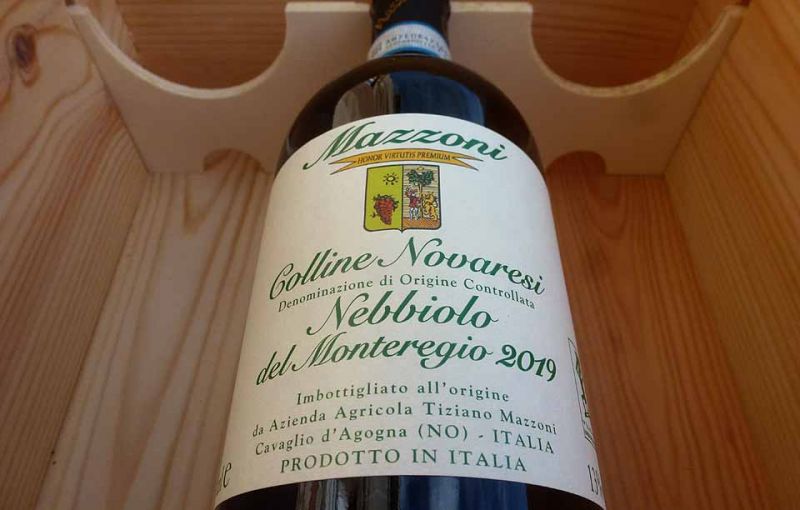 Mazzoni
HONOR VIRTUTIS PREMIUM
Colline Novaresi
Denominazione di Origine Controllata
Nebbiolo
del Monteregio 2019
Imbottigliato all'origine
da Azienda Agricola Tiziano Mazzoni
Cavaglio d'Agogna (NO) - ITALIA
PRODOTTO IN ITALIA